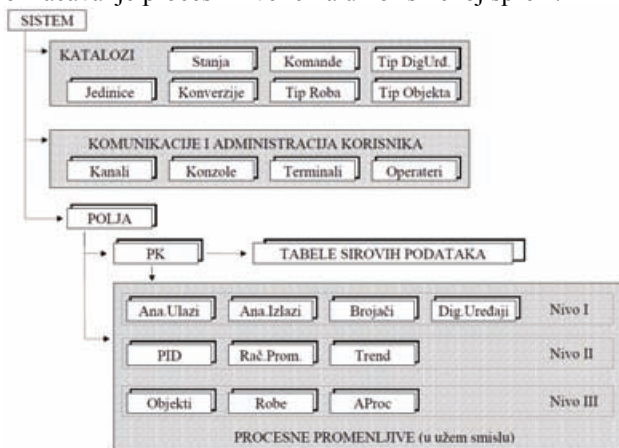 SISTEM
KATALOZI
Stanja Komande Tip DigUrđ.
Jedinice Konverzije Tip Roba Tip Objekta
KOMUNIKACIJE I ADMINISTRACIJA KORISNIKA
Kanali Konzole Terminali Operateri
POLJA
PK TABELE SIROVIH PODATAKA
Ana.Ulazi Ana.Izlazi Brojači Dig.Uređaji Nivo I
PID Rač.Prom. Trend Nivo II
Objekti Robe AProc Nivo III
PROCESNE PROMENLJIVE (u užem smislu)